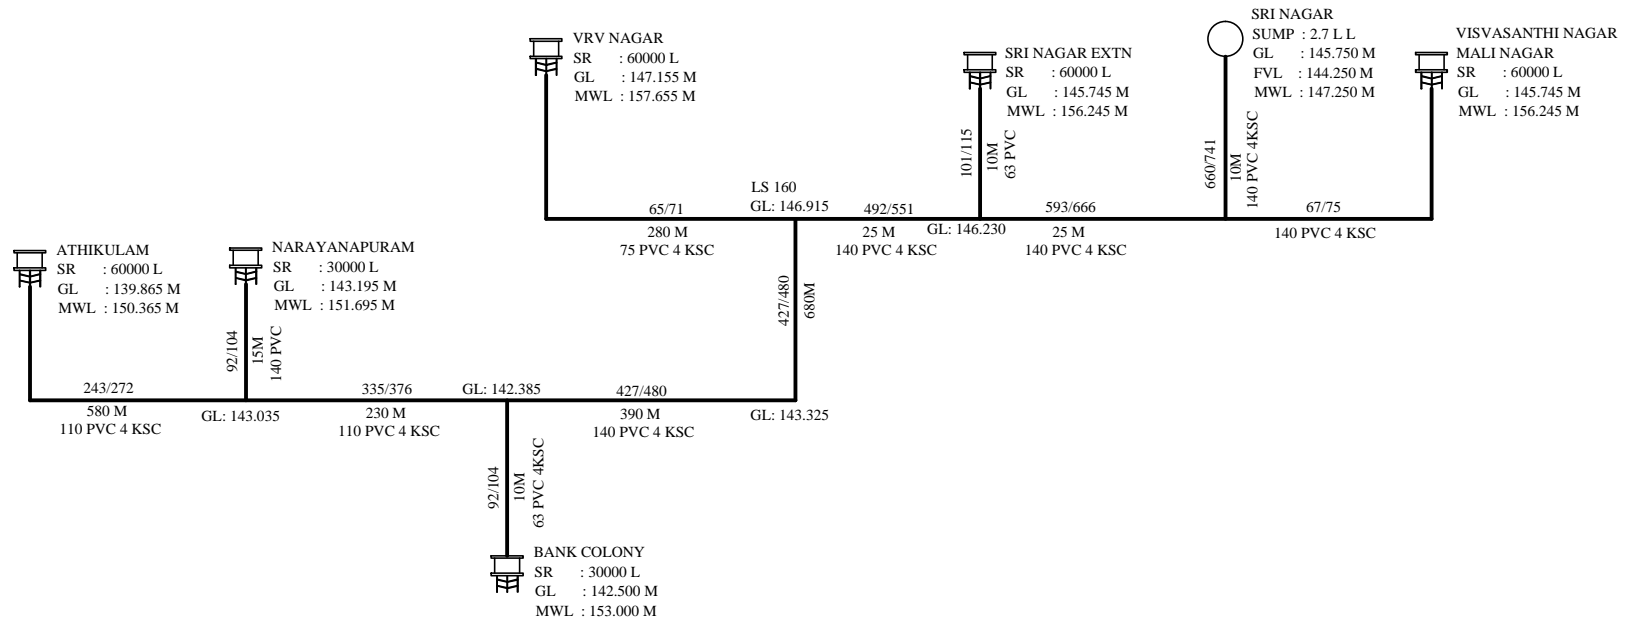 VRV NAGAR
SR : 60000 L
GL : 147.155 M
MWL : 157.655 M
SRI NAGAR EXTN
SR : 60000 L
GL : 145.745 M
MWL : 156.245 M
SRI NAGAR
SUMP : 2.7 L L
GL : 145.750 M
FVL : 144.250 M
MWL : 147.250 M
VISVASANTHI NAGAR
MALI NAGAR
SR : 60000 L
GL : 145.745 M
MWL : 156.245 M
101/115
10M
63 PVC
660/741
10M
140 PVC 4KSC
LS 160
GL: 146.915
65/71
280 M
75 PVC 4 KSC
492/551
25 M
140 PVC 4 KSC
GL: 146.230
593/666
25 M
140 PVC 4 KSC
67/75
140 PVC 4 KSC
427/480
680M
ATHIKULAM
SR : 60000 L
GL : 139.865 M
MWL : 150.365 M
NARAYANAPURAM
SR : 30000 L
GL : 143.195 M
MWL : 151.695 M
92/104
15M
140 PVC
243/272
580 M
110 PVC 4 KSC
GL: 143.035
335/376
230 M
110 PVC 4 KSC
GL: 142.385
427/480
390 M
140 PVC 4 KSC
GL: 143.325
92/104
10M
63 PVC 4KSC
BANK COLONY
SR : 30000 L
GL : 142.500 M
MWL : 153.000 M